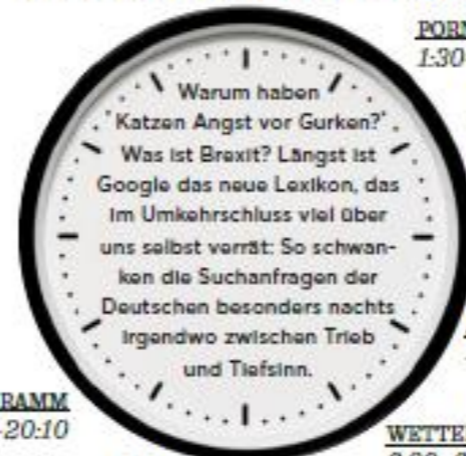 PORN
1:30
Warum haben
Katzen Angst vor Gurken?
Was ist Brexit? Längst ist
Google das neue Lexikon, das
im Umkehrschluss viel über
uns selbst verrät: So schwan-
ken die Suchanfragen der
Deutschen besonders nachts
irgendwo zwischen Trieb
und Tiefsinn.
RAMM
-20:10
WETTE